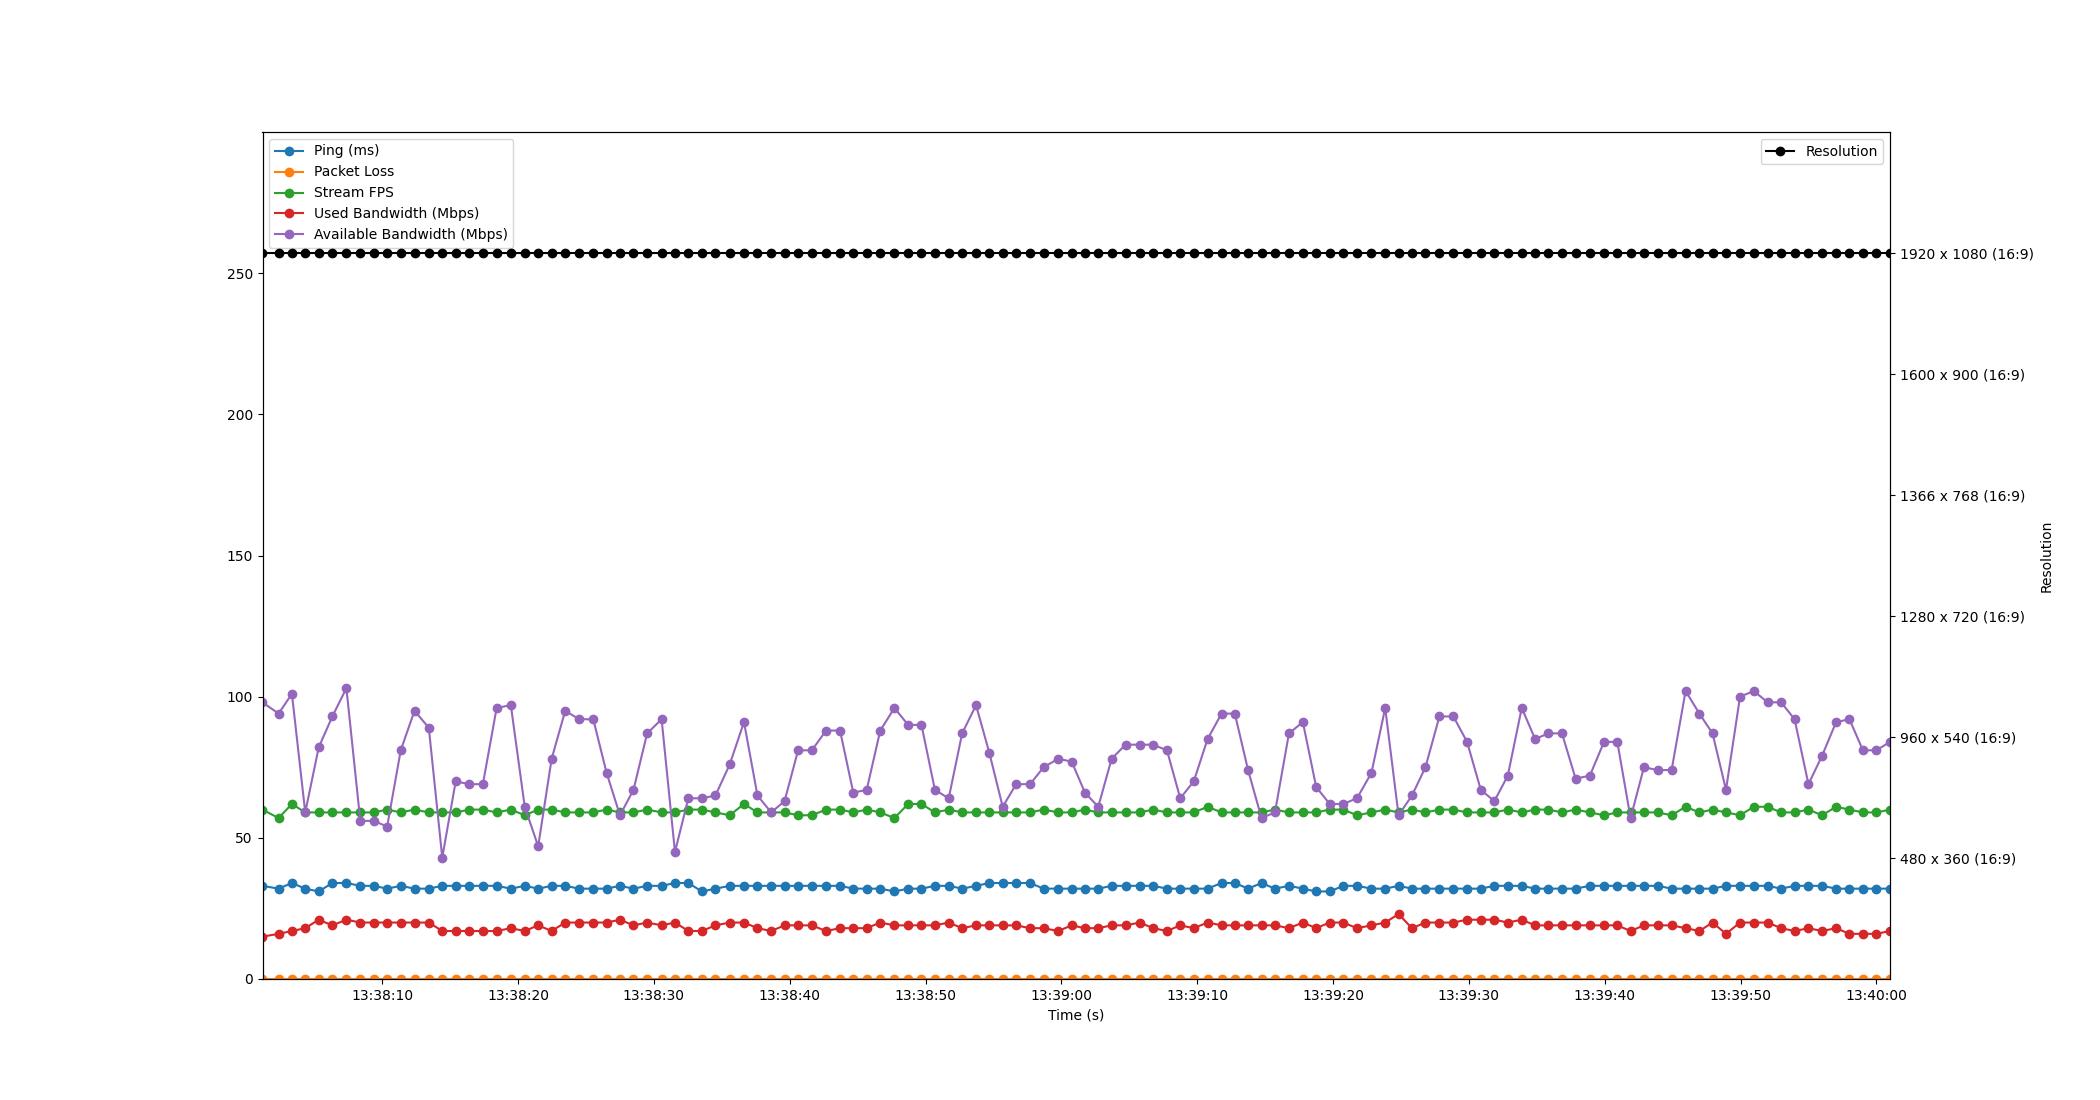 Ping (ms)
Packet Loss
Stream FPS
Used Bandwidth (Mbps)
Available Bandwidth (Mbps)
Resolution
250
200
150
100
50
0
1920 x 1080 (16:9)
1600 x 900 (16:9)
1366 x 768 (16:9)
1280 x 720 (16:9)
960 x 540 (16:9)
480 x 360 (16:9)
Resolution
13:38:10 13:38:20 13:38:30 13:38:40 13:38:50 13:39:00 13:39:10 13:39:20 13:39:30 13:39:40 13:39:50 13:40:00
Time (s)